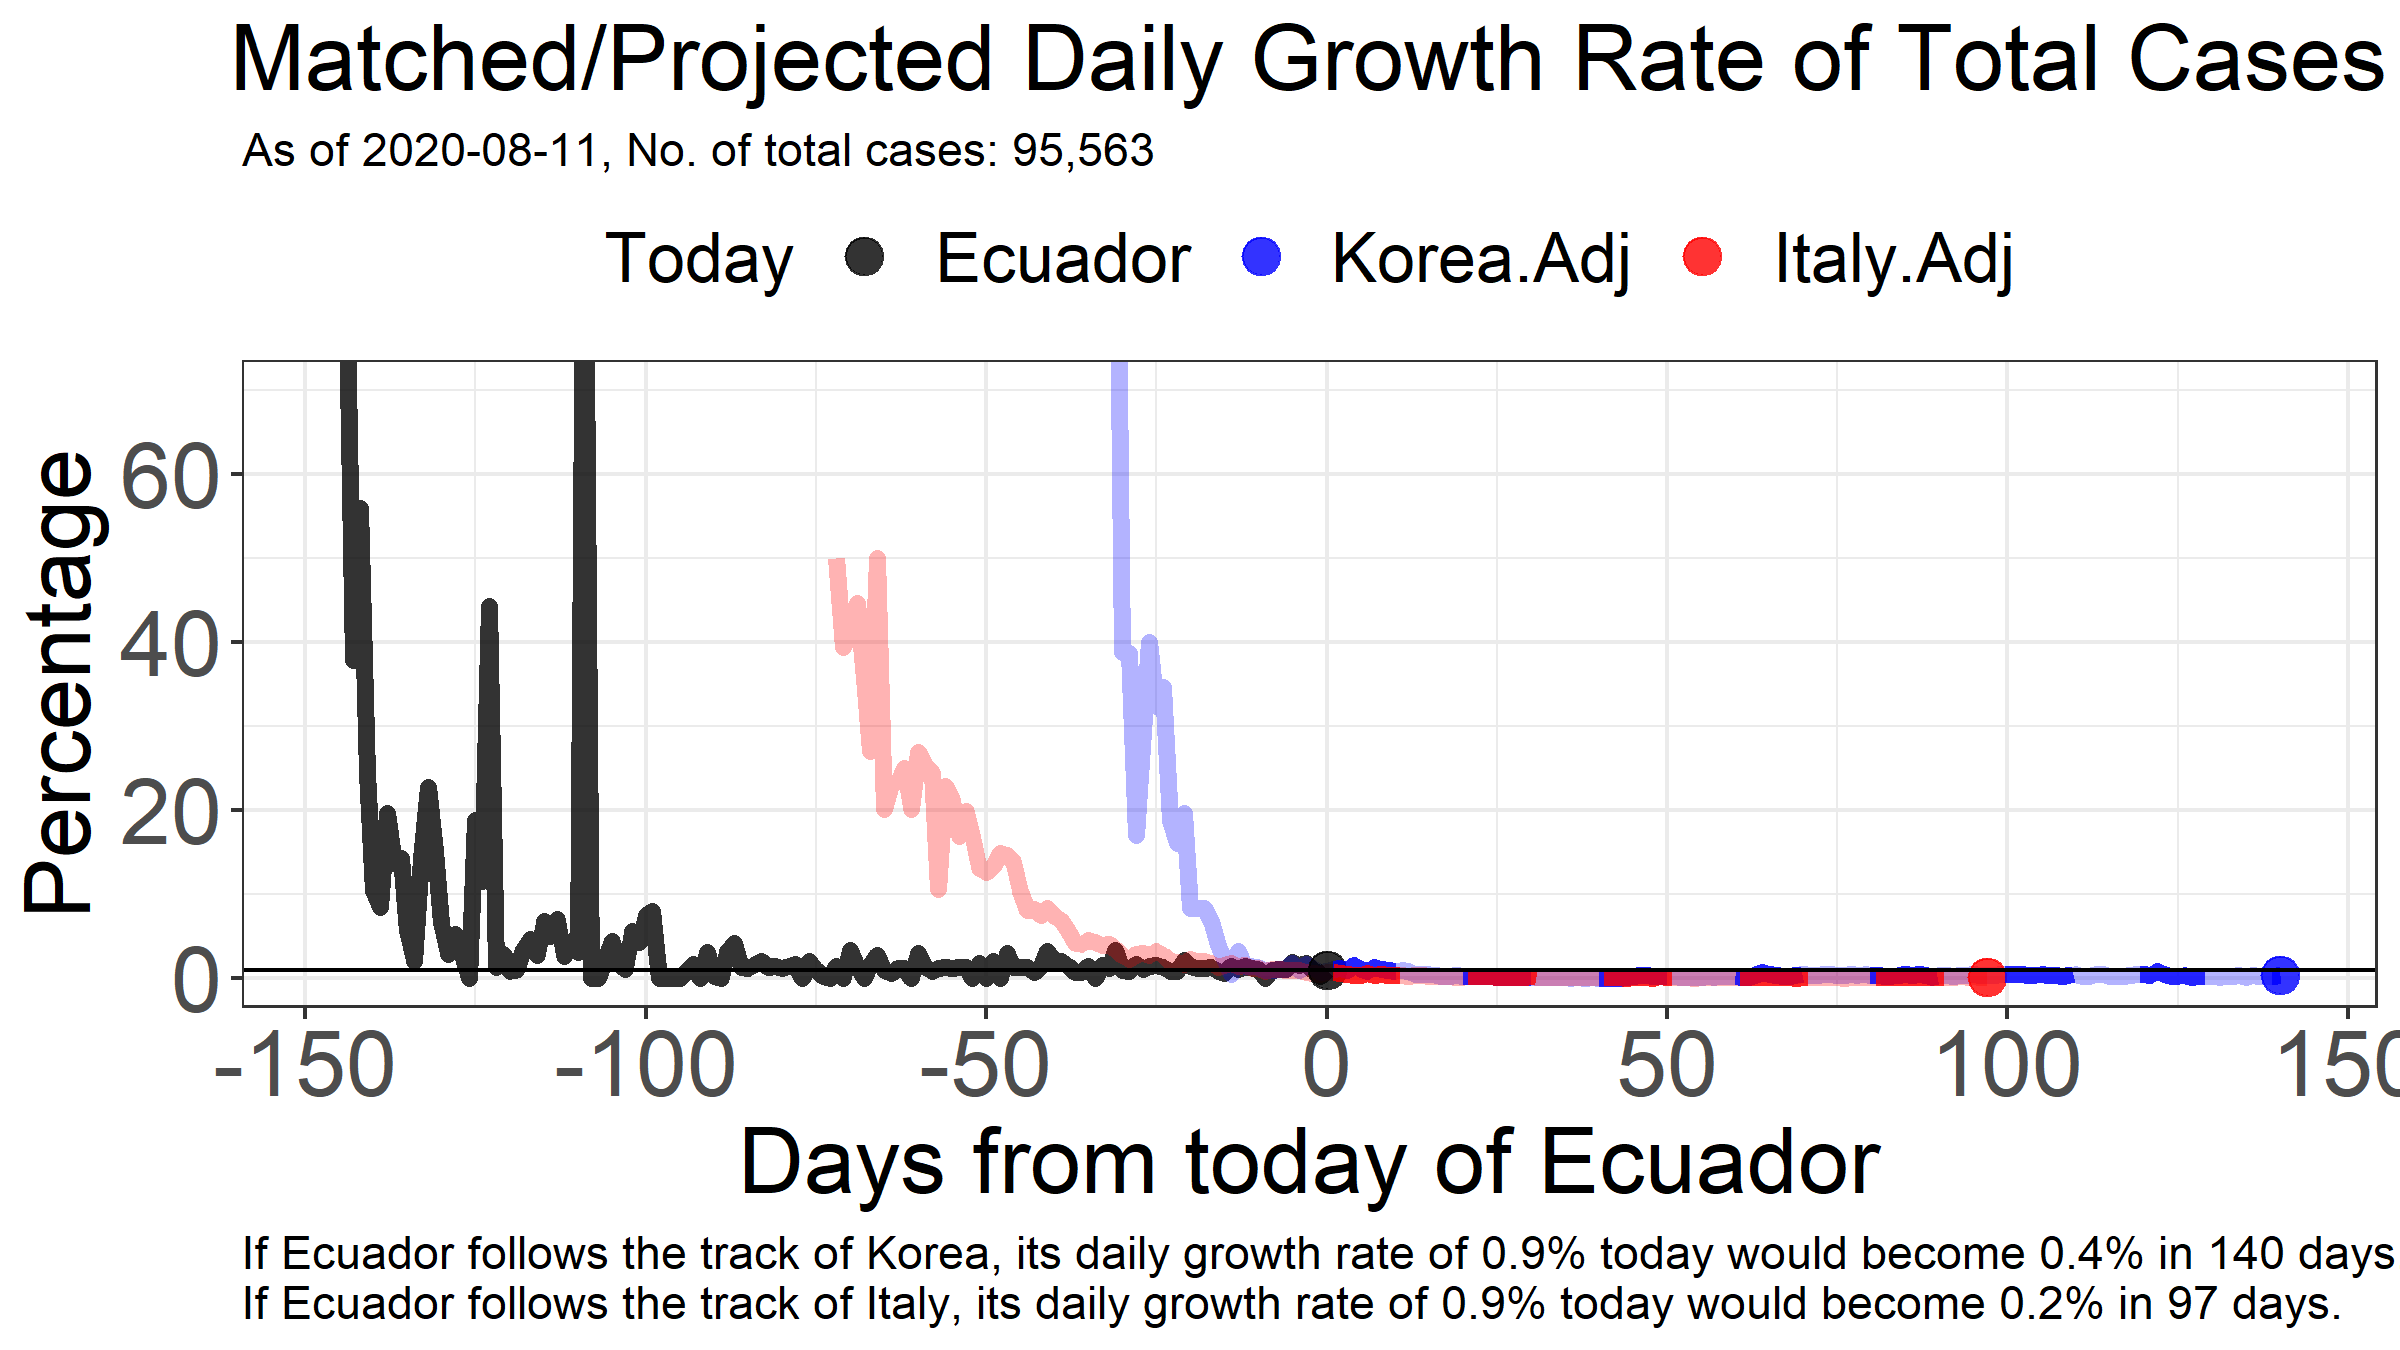 Matched/Projected Daily Growth Rate of Total Cases
As of 2020-08-11, No. of total cases: 95,563
Today Ecuador Korea.Adj Italy.Adj
Percentage
60
40
20
0
-150 -100 -50 0 50 100 150
Days from today of Ecuador
If Ecuador follows the track of Korea, its daily growth rate of 0.9% today would become 0.4% in 140 days
If Ecuador follows the track of Italy, its daily growth rate of 0.9% today would become 0.2% in 97 days.